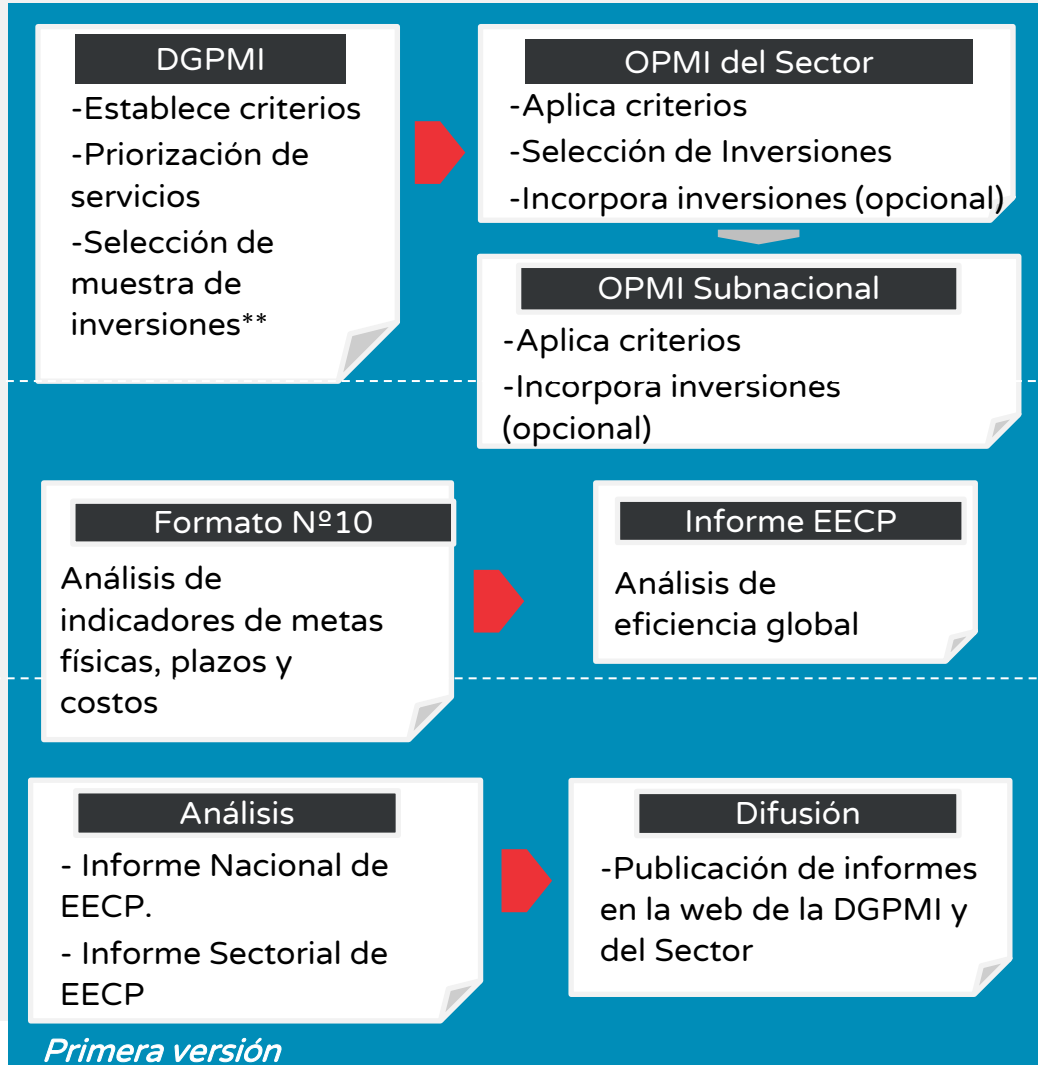 DGPMI
-Establece criterios
-Priorización de
servicios
-Selección de
muestra de
inversiones**
OPMI del Sector
-Aplica criterios
-Selección de Inversiones
-Incorpora inversiones (opcional)
OPMI Subnacional
-Aplica criterios
-Incorpora inversiones
(opcional)
Formato Nº10
Análisis de
indicadores de metas
físicas, plazos y
costos
Informe EECP
Análisis de
eficiencia global
Análisis
- Informe Nacional de
EECP.
- Informe Sectorial de
EECP
Difusión
-Publicación de informes
en la web de la DGPMI y
del Sector
Primera versión